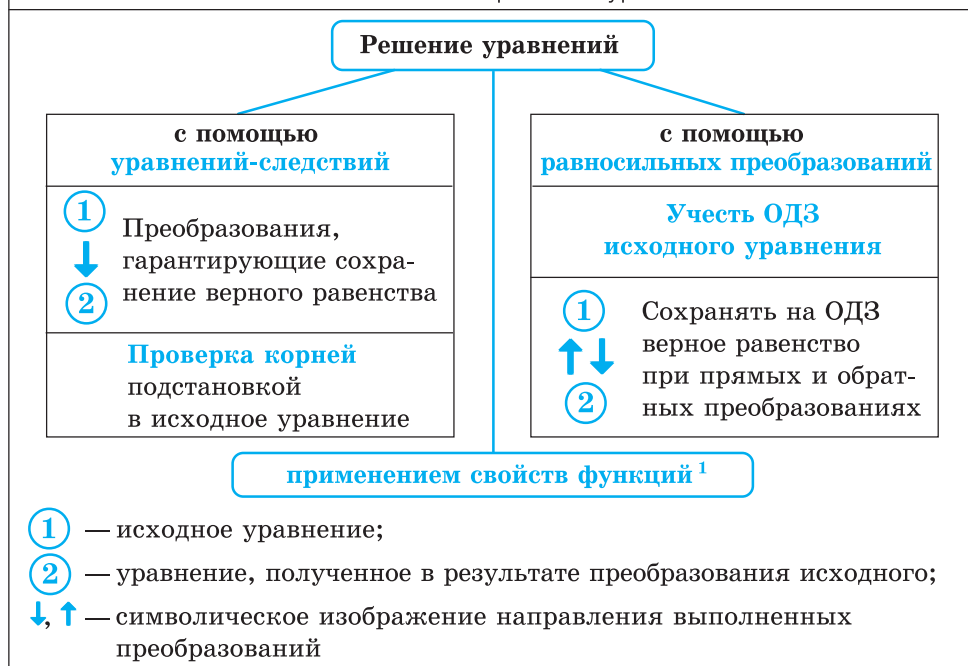 Решение уравнений
с помощью
уравнений-следствий
1
2
Преобразования,
гарантирующие сохра-
нение верного равенства
Проверка корней
подстановкой
в исходное уравнение
с помощью
равносильных преобразований
Учесть ОДЗ
исходного уравнения
1
2
Сохранять на ОДЗ
верное равенство
при прямых и обрат-
ных преобразованиях
применением свойств функций 1
1 — исходное уравнение;
2 — уравнение, полученное в результате преобразования исходного;
↓, ↑ — символическое изображение направления выполненных
преобразований